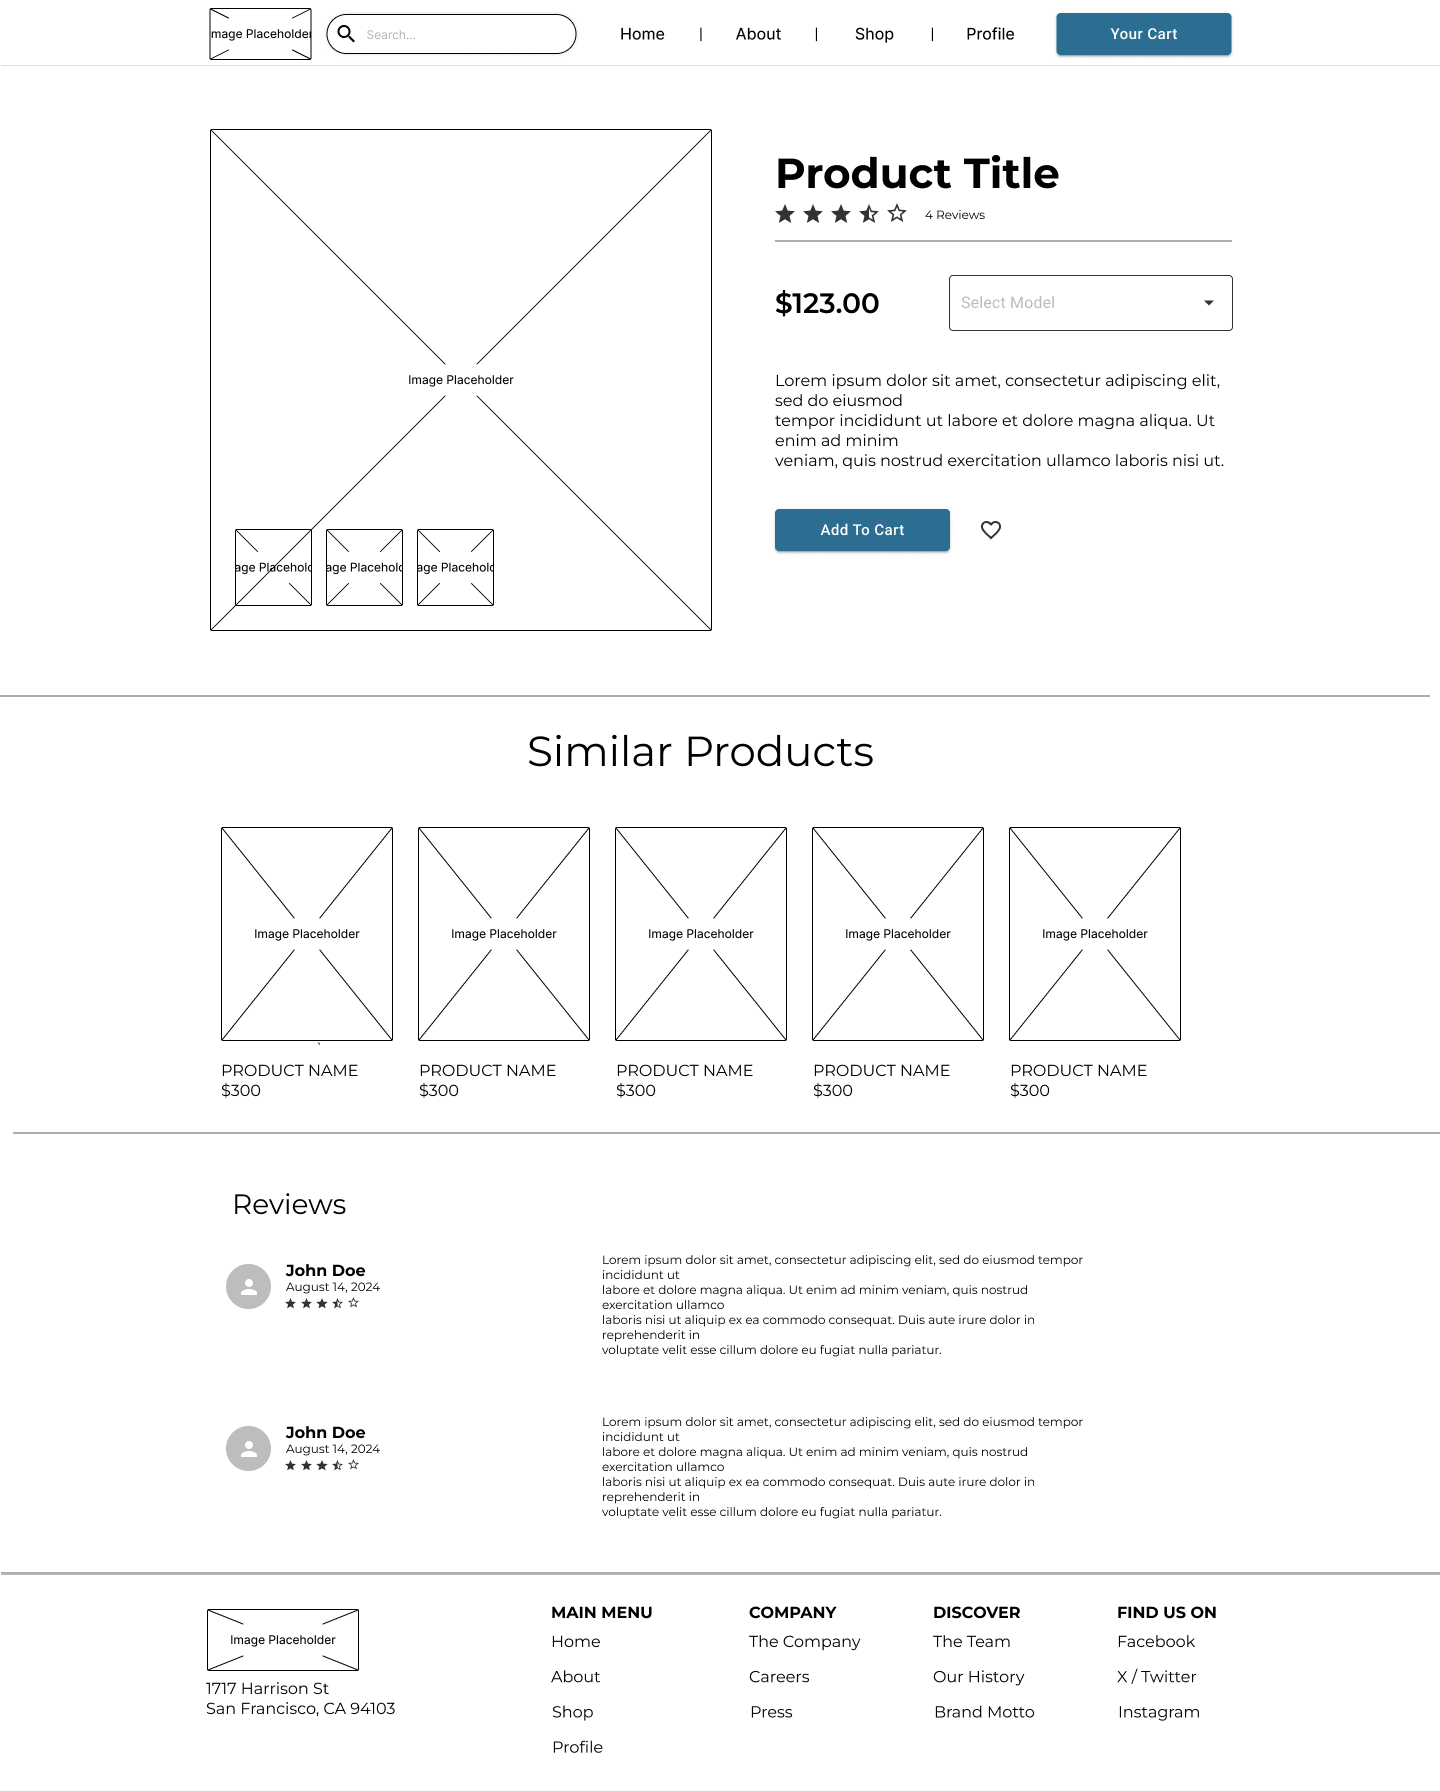 Image Placeholder
Search...
Home | About | Shop | Profile
Your Cart
Product Title
4 Reviews
$123.00
Select Model
Image Placeholder
Lorem ipsum dolor sit amet, consectetur adipiscing elit,
sed do eiusmod
tempor incididunt ut labore et dolore magna aliqua. Ut
enim ad minim
veniam, quis nostrud exercitation ullamco laboris nisi ut.
Add To Cart
age Placehold
age Placehold
age Placehold
Similar Products
Image Placeholder
Image Placeholder
Image Placeholder
Image Placeholder
Image Placeholder
PRODUCT NAME
$300
PRODUCT NAME
$300
PRODUCT NAME
$300
PRODUCT NAME
$300
PRODUCT NAME
$300
Reviews
John Doe
August 14, 2024
Lorem ipsum dolor sit amet, consectetur adipiscing elit, sed do eiusmod tempor
incididunt ut
labore et dolore magna aliqua. Ut enim ad minim veniam, quis nostrud
exercitation ullamco
laboris nisi ut aliquip ex ea commodo consequat. Duis aute irure dolor in
reprehenderit in
voluptate velit esse cillum dolore eu fugiat nulla pariatur.
John Doe
August 14, 2024
Lorem ipsum dolor sit amet, consectetur adipiscing elit, sed do eiusmod tempor
incididunt ut
labore et dolore magna aliqua. Ut enim ad minim veniam, quis nostrud
exercitation ullamco
laboris nisi ut aliquip ex ea commodo consequat. Duis aute irure dolor in
reprehenderit in
voluptate velit esse cillum dolore eu fugiat nulla pariatur.
Image Placeholder
1717 Harrison St
San Francisco, CA 94103
MAIN MENU
Home
About
Shop
Profile
COMPANY
The Company
Careers
Press
DISCOVER
The Team
Our History
Brand Motto
FIND US ON
Facebook
X / Twitter
Instagram